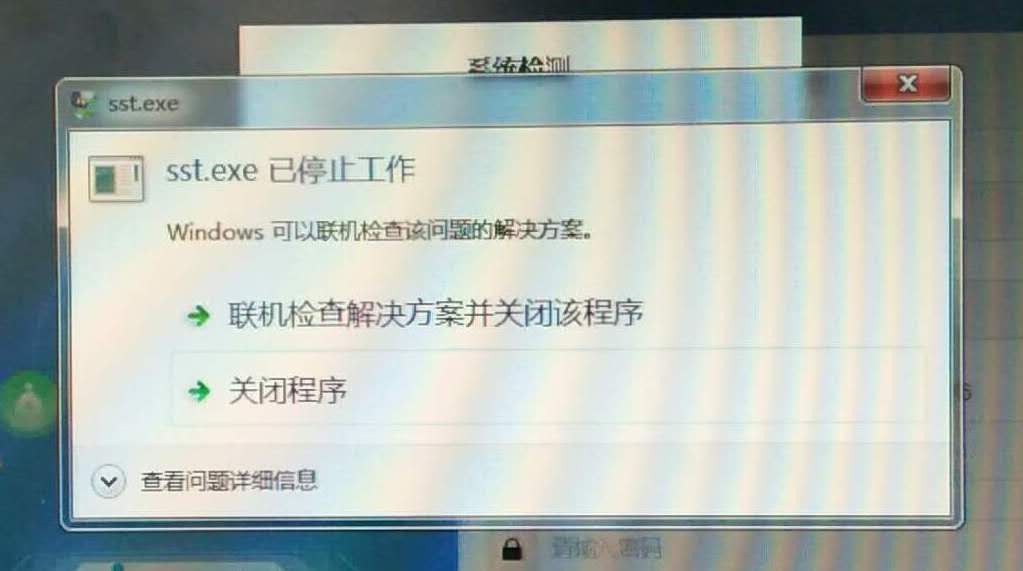 系统检测
sst.exe
sst.exe 已停止工作
Windows 可以联机检查该问题的解决方案。
联机检查解决方案并关闭该程序
关闭程序
查看问题详细信息
请输入密码